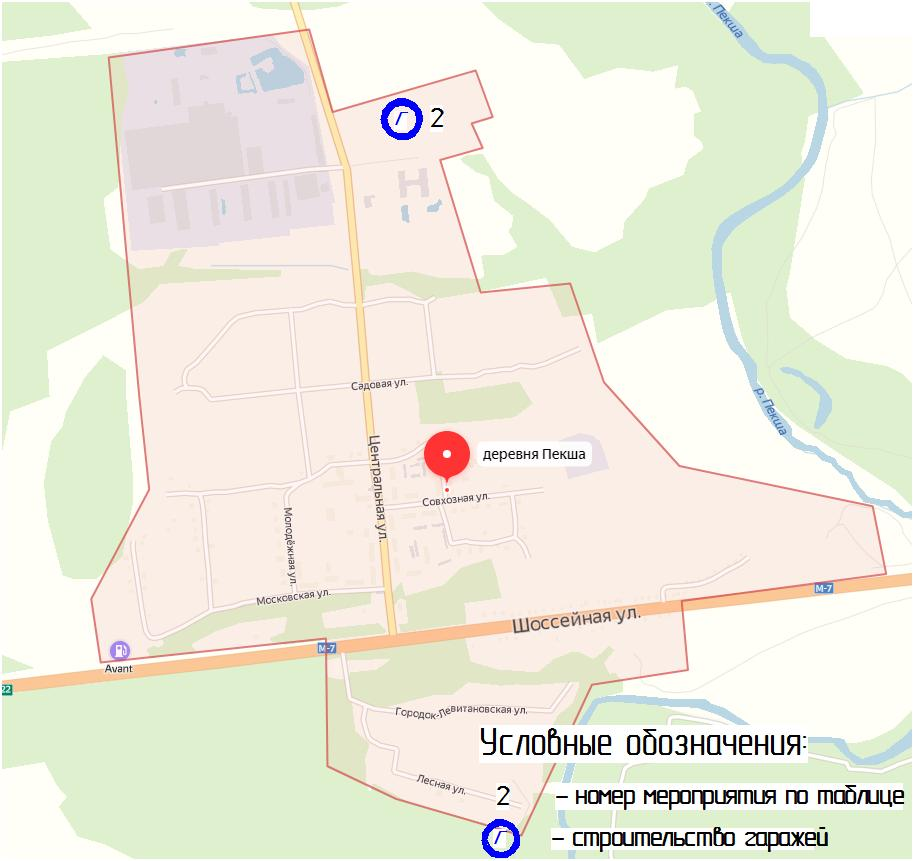 р. Пекша
Г 2
Садовая ул.
р. Пекша
Центральная ул.
деревня Пекша
Совхозная ул.
Молодёжная ул.
Московская ул.
М-7
Шоссейная ул.
М-7
Avant
22
Городок-Левитановская ул.
Лесная ул.
Условные обозначения:
2 – номер мероприятия по таблице
Г – строительство гаражей